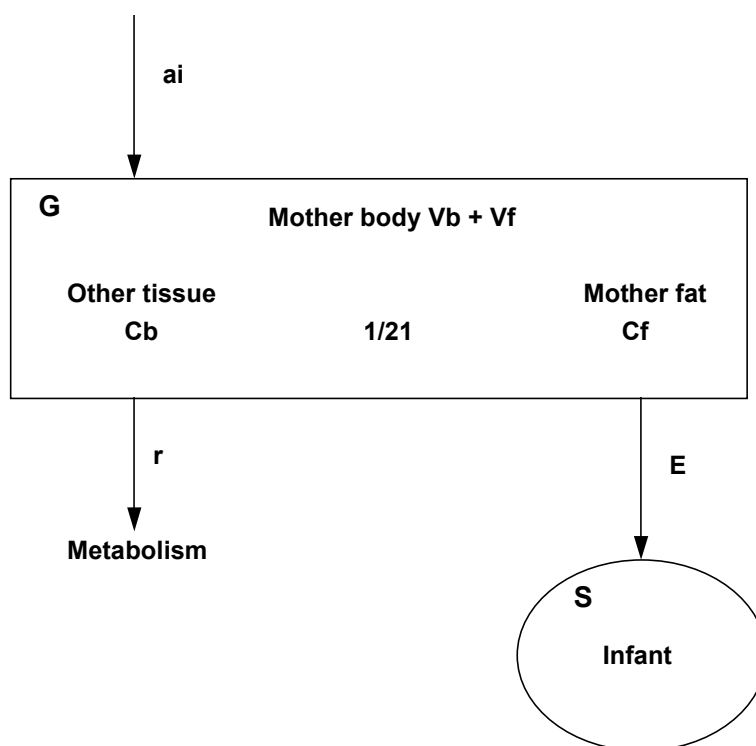 ai
G
Mother body Vb + Vf
Other tissue
Mother fat
Cb
1/21
Cf
r
E
Metabolism
S
Infant